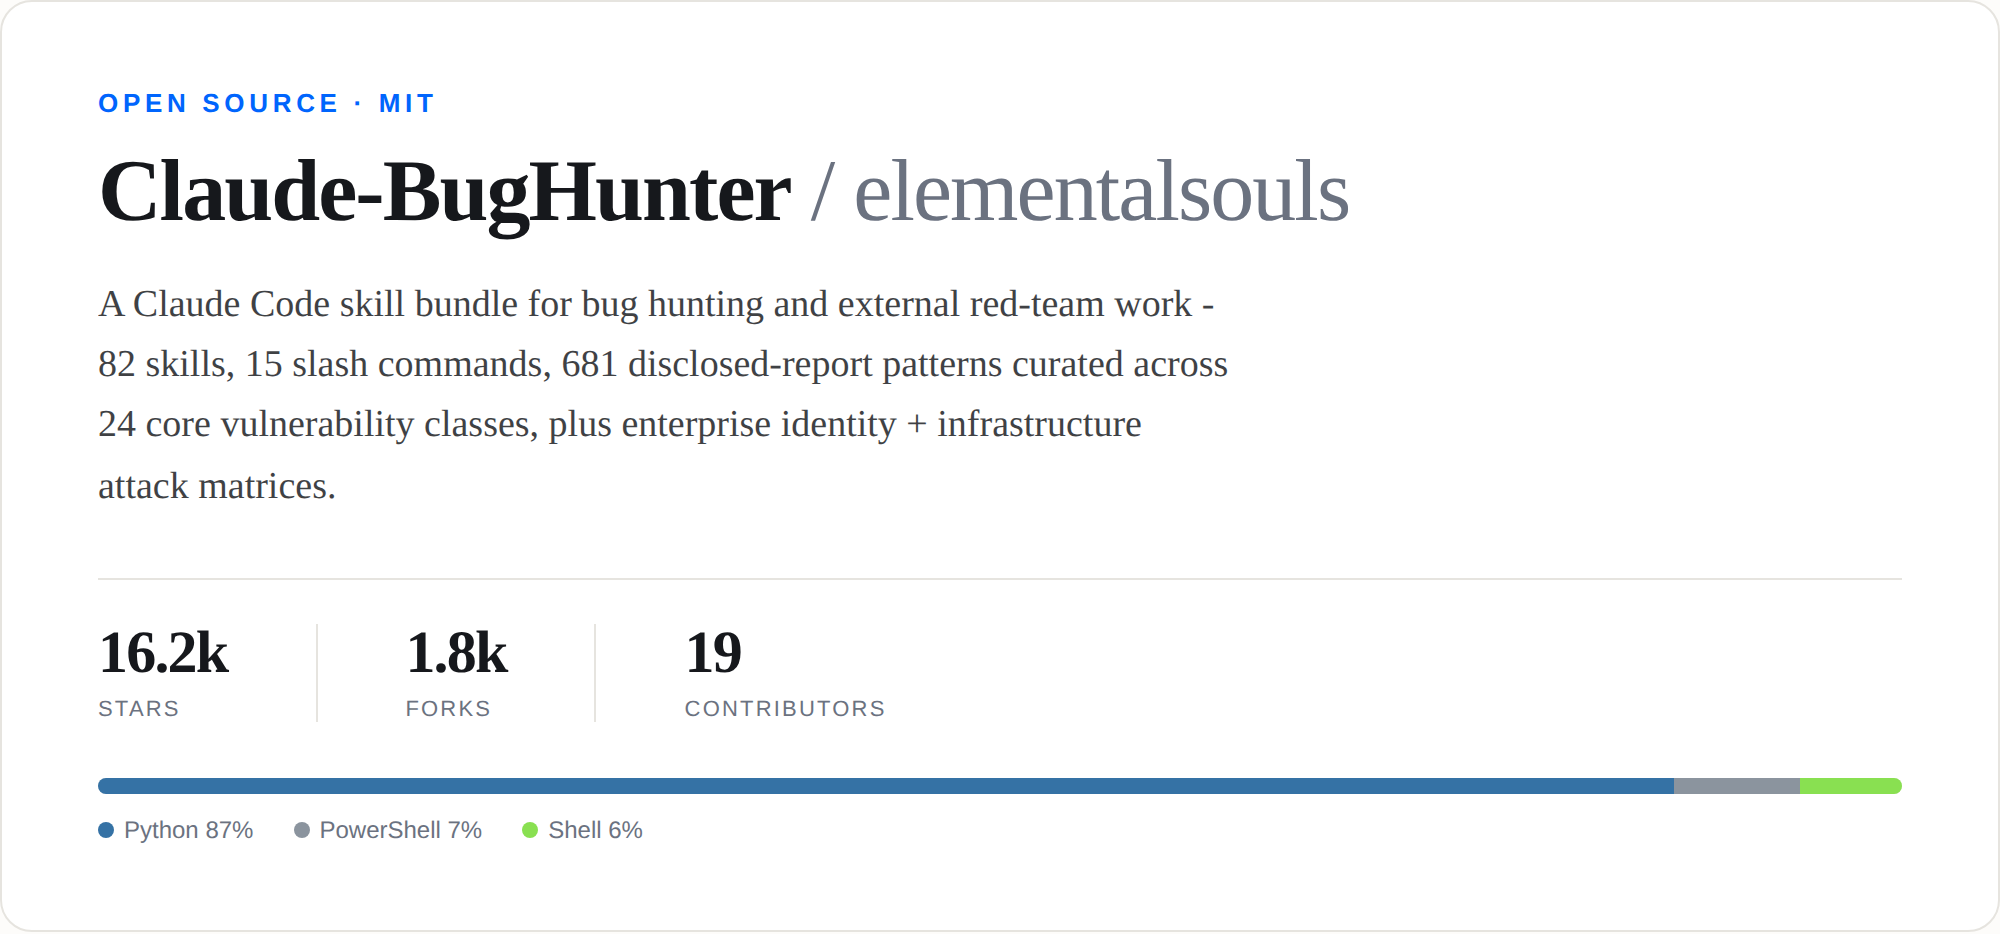 OPEN SOURCE · MIT
Claude-BugHunter / elementalsouls
A Claude Code skill bundle for bug hunting and external red-team work -
82 skills, 15 slash commands, 681 disclosed-report patterns curated across
24 core vulnerability classes, plus enterprise identity + infrastructure
attack matrices.
16.2k
STARS
1.8k
FORKS
19
CONTRIBUTORS
Python 87%
PowerShell 7%
Shell 6%